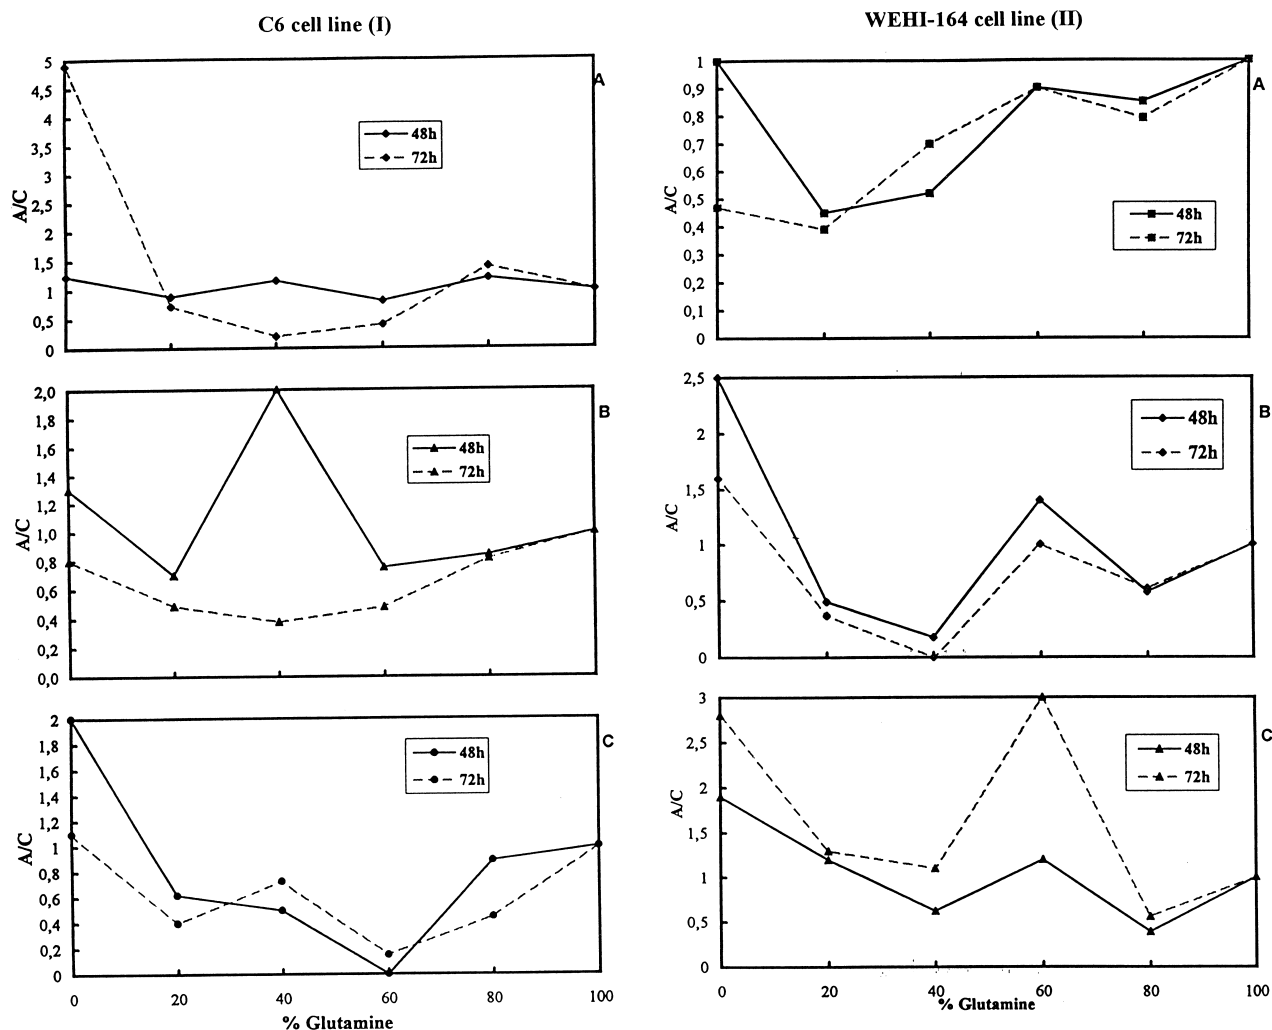 C6 cell line (I)
A
5
4,5
4
3,5
3
2,5
2
1,5
1
0,5
0
A/C
48h
72h
B
2,0
1,8
1,6
1,4
1,2
1,0
0,8
0,6
0,4
0,2
0,0
A/C
48h
72h
C
2
1,8
1,6
1,4
1,2
1
0,8
0,6
0,4
0,2
0
A/C
48h
72h
0 20 40 60 80 100
% Glutamine
WEHI-164 cell line (II)
A
1
0,9
0,8
0,7
0,6
0,5
0,4
0,3
0,2
0,1
0
A/C
48h
72h
B
2,5
2
1,5
1
0,5
0
A/C
48h
72h
C
3
2,5
2
1,5
1
0,5
0
A/C
48h
72h
0 20 40 60 80 100
% Glutamine